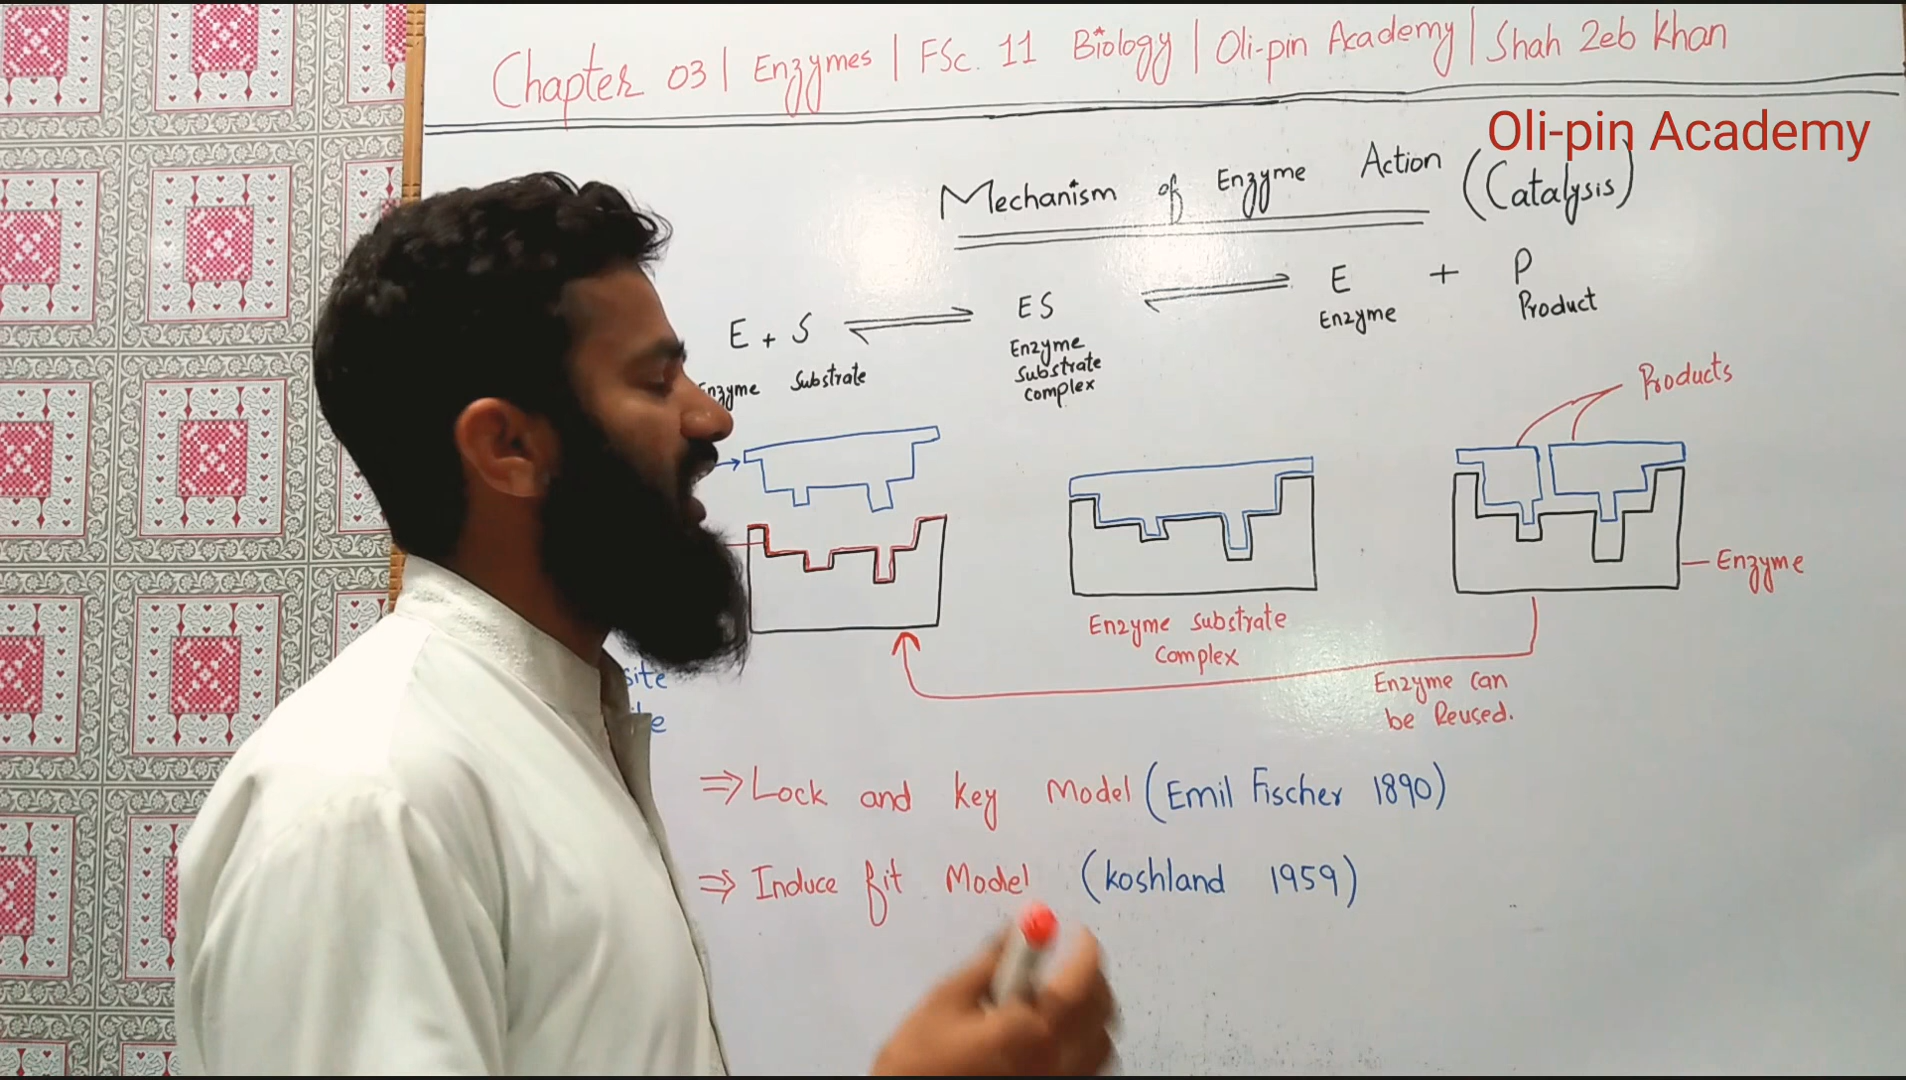 Chapter 03 | Enzymes | FSc. 11 Biology | Oli-pin Academy | Shah Zeb Khan
Oli-pin Academy
Mechanism of Enzyme Action (Catalysis)
E + S ⇌ ES ⇌ E + P
Enzyme Substrate
Enzyme
Substrate
complex
Enzyme
Product
Products
Enzyme
Enzyme substrate
complex
Enzyme can
be Reused.
site
⇒ Lock and key Model (Emil Fischer 1890)
⇒ Induce fit Model (koshland 1959)